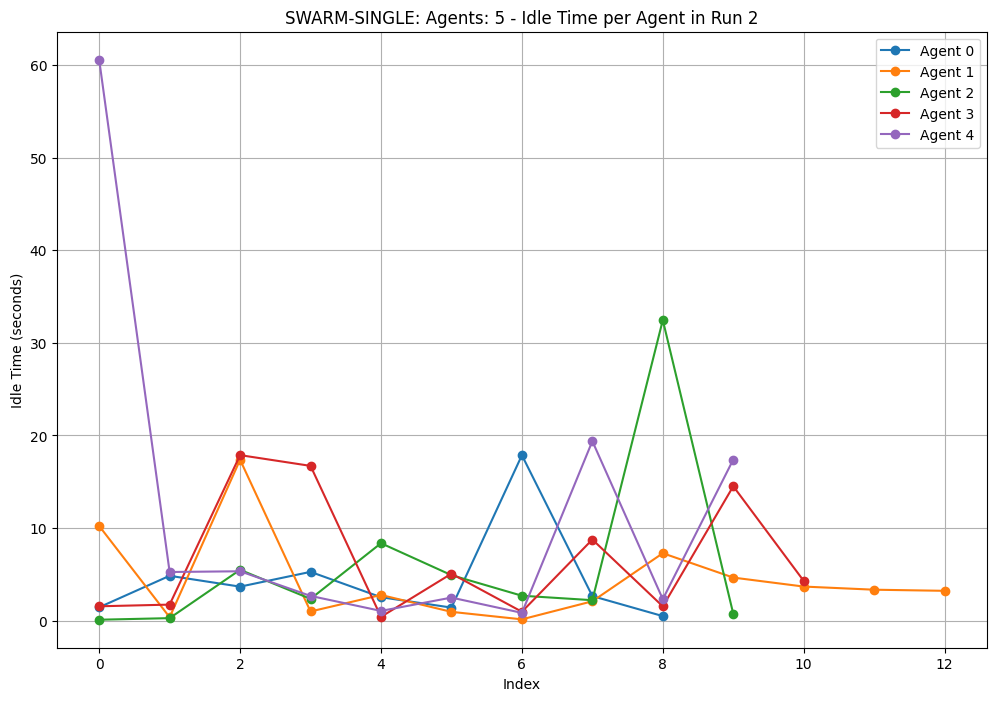 SWARM-SINGLE: Agents: 5 - Idle Time per Agent in Run 2
Agent 0
Agent 1
Agent 2
Agent 3
Agent 4
Idle Time (seconds)
60
50
40
30
20
10
0
0 2 4 6 8 10 12
Index